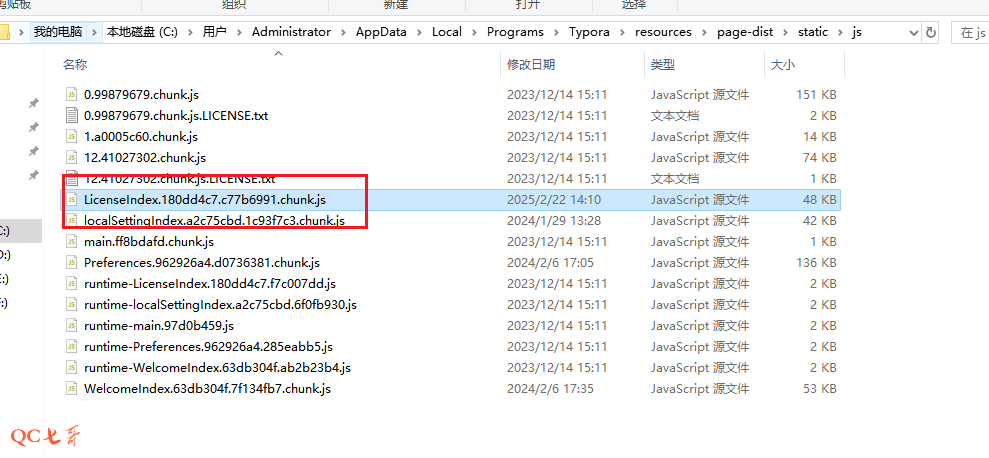 剪贴板 组织 新建 打开 选择
我的电脑 本地磁盘 (C:) 用户 Administrator AppData Local Programs Typora resources page-dist static js 在 js
名称 修改日期 类型 大小
0.99879679.chunk.js 2023/12/14 15:11 JavaScript 源文件 151 KB
0.99879679.chunk.js.LICENSE.txt 2023/12/14 15:11 文本文档 2 KB
1.a0005c60.chunk.js 2023/12/14 15:11 JavaScript 源文件 14 KB
12.41027302.chunk.js 2023/12/14 15:11 JavaScript 源文件 74 KB
12.41027302.chunk.js.LICENSE.txt 2023/12/14 15:11 文本文档 1 KB
LicenseIndex.180dd4c7.c77b6991.chunk.js 2025/2/22 14:10 JavaScript 源文件 48 KB
localSettingIndex.a2c75cbd.1c93f7c3.chunk.js 2024/1/29 13:28 JavaScript 源文件 42 KB
C:)
main.ff8bdafd.chunk.js 2023/12/14 15:11 JavaScript 源文件 2 KB
D:)
Preferences.962926a4.d0736381.chunk.js 2024/2/6 17:05 JavaScript 源文件 136 KB
E:)
runtime-LicenseIndex.180dd4c7.f7c007dd.js 2023/12/14 15:11 JavaScript 源文件 2 KB
:)
runtime-localSettingIndex.a2c75cbd.6f0fb930.js 2023/12/14 15:11 JavaScript 源文件 2 KB
runtime-main.97d0b459.js 2023/12/14 15:11 JavaScript 源文件 2 KB
runtime-Preferences.962926a4.285eabb5.js 2023/12/14 15:11 JavaScript 源文件 2 KB
runtime-WelcomeIndex.63db304f.ab2b23b4.js 2023/12/14 15:11 JavaScript 源文件 2 KB
WelcomeIndex.63db304f.7f134fb7.chunk.js 2024/2/6 17:35 JavaScript 源文件 53 KB
QC七哥